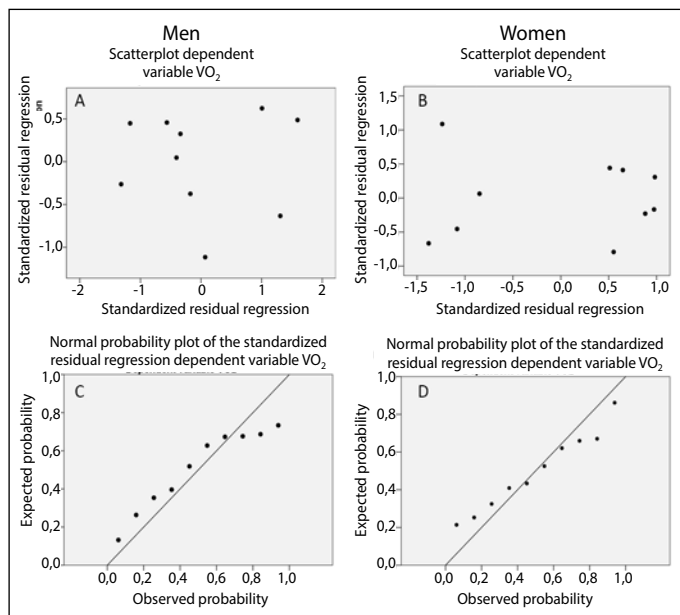 Men
Scatterplot dependent
variable VO₂
A
Standardized residual regression
0,5
0,0
-0,5
-1,0
-2
-1
0
1
2
Standardized residual regression
Women
Scatterplot dependent
variable VO₂
B
Standardized residual regression
1,5
1,0
0,5
0,0
-0,5
-1,0
-1,5
-1,0
-0,5
0,0
0,5
1,0
Standardized residual regression
Normal probability plot of the standardized
residual regression dependent variable VO₂
C
Expected probability
1,0
0,8
0,6
0,4
0,2
0,0
0,0
0,2
0,4
0,6
0,8
1,0
Observed probability
Normal probability plot of the standardized
residual regression dependent variable VO₂
D
Expected probability
1,0
0,8
0,6
0,4
0,2
0,0
0,0
0,2
0,4
0,6
0,8
1,0
Observed probability